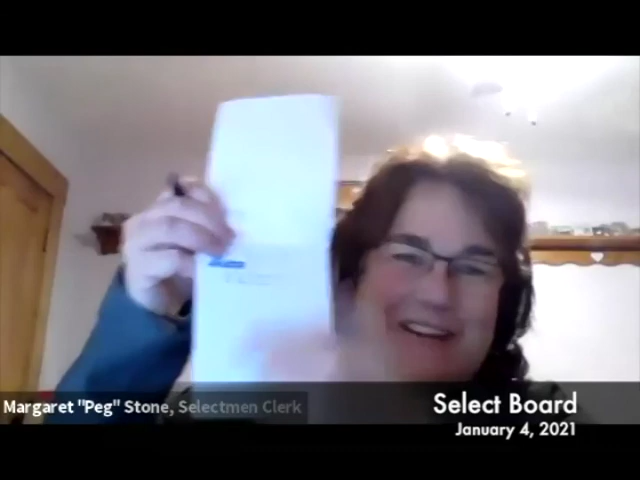 Margaret "Peg" Stone, Selectmen Clerk
Select Board
January 4, 2021